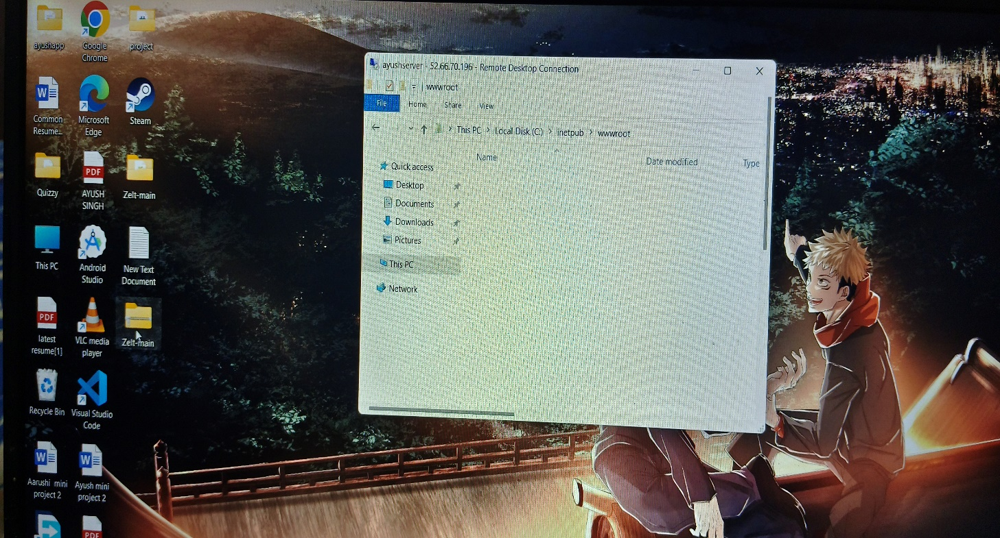 ayushapp
Google
Chrome
project
Common
Resume...
Microsoft
Edge
Steam
Quizzy
PDF
AYUSH
SINGH
Zelt-main
This PC
Android
Studio
New Text
Document
PDF
latest
resume[1]
VLC media
player
Zelt-main
Recycle Bin
Visual Studio
Code
Aarushi mini
project 2
Ayush mini
project 2
PDF
ayushserver - 52.66.70.196 - Remote Desktop Connection
wwwroot
File
Home
Share
View
This PC
Local Disk (C:)
inetpub
wwwroot
Name
Date modified
Type
Quick access
Desktop
Documents
Downloads
Pictures
This PC
Network